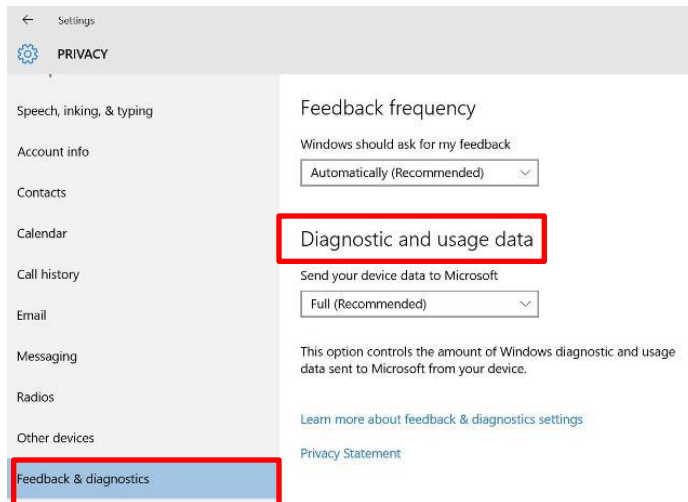 Settings
PRIVACY
Speech, inking, & typing
Account info
Contacts
Calendar
Call history
Email
Messaging
Radios
Other devices
Feedback & diagnostics
Feedback frequency
Windows should ask for my feedback
Automatically (Recommended)
Diagnostic and usage data
Send your device data to Microsoft
Full (Recommended)
This option controls the amount of Windows diagnostic and usage
data sent to Microsoft from your device.
Learn more about feedback & diagnostics settings
Privacy Statement